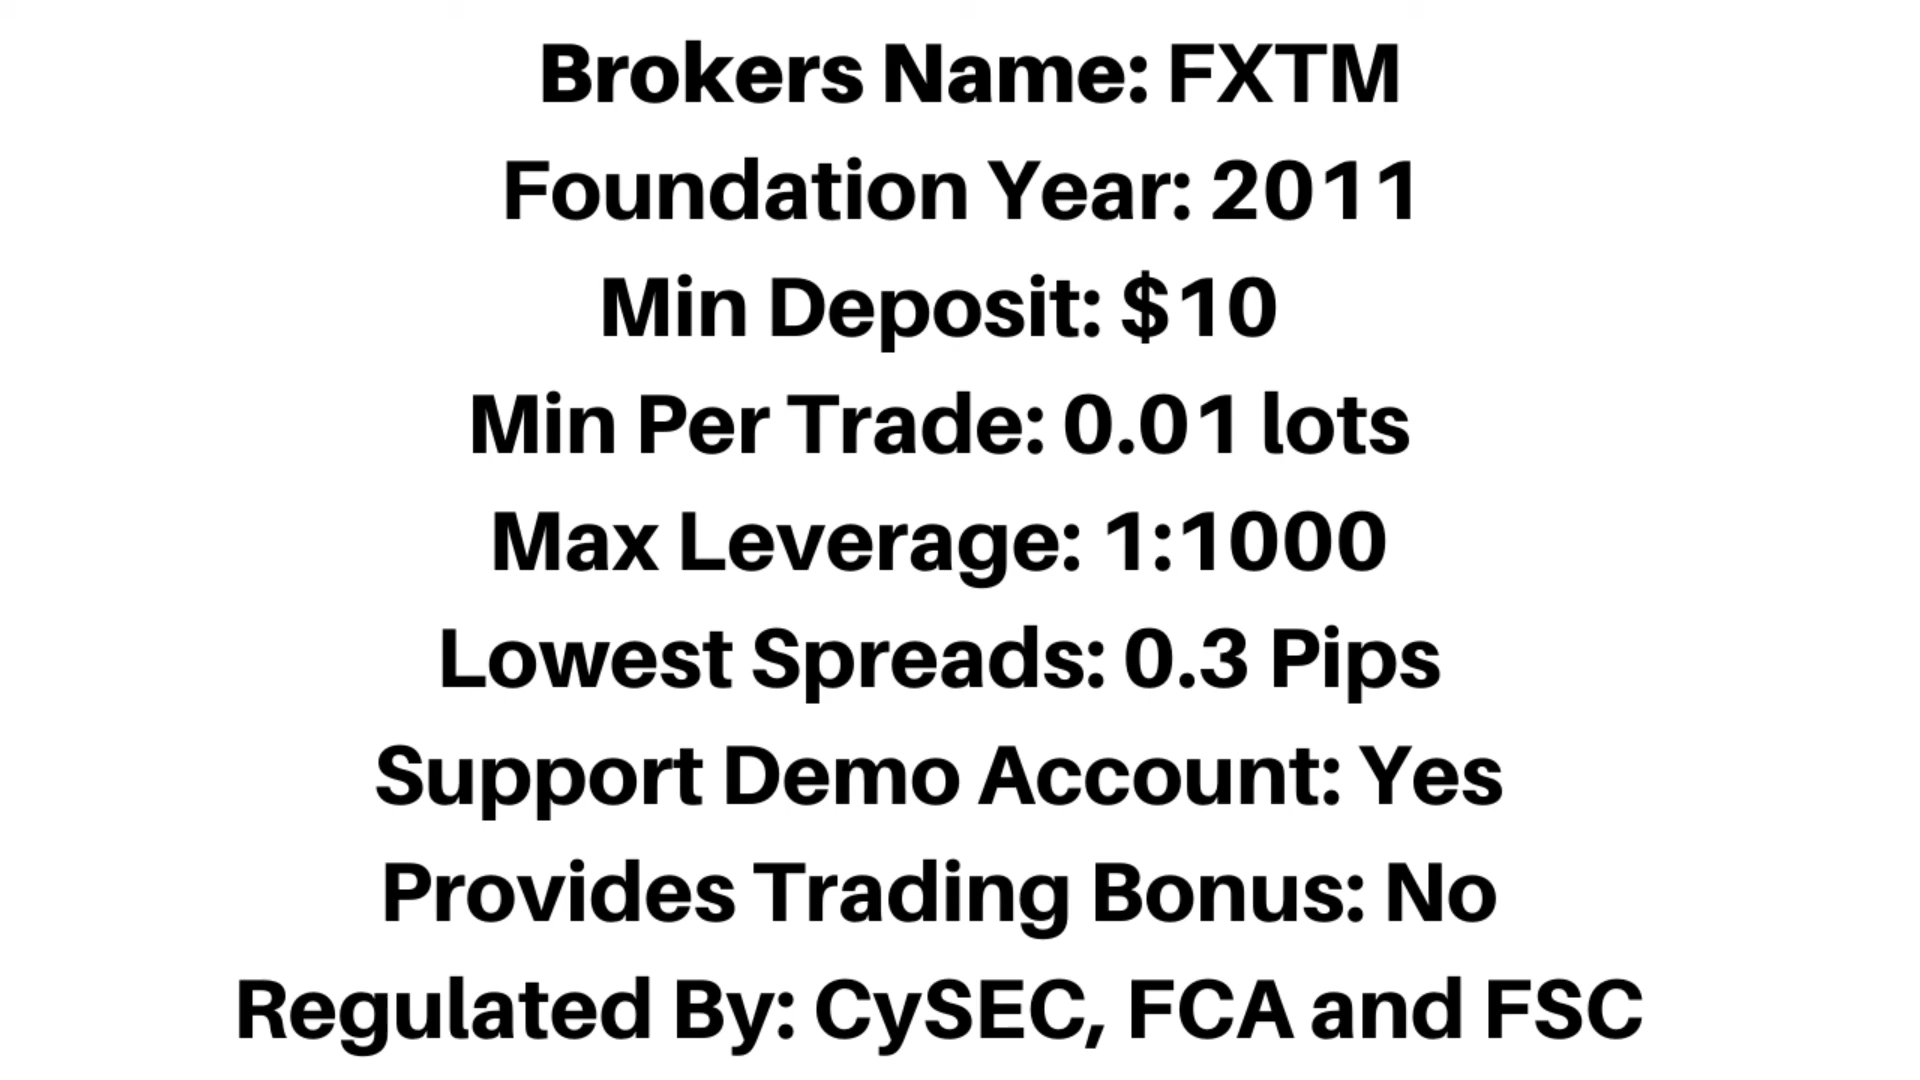 Brokers Name: FXTM
Foundation Year: 2011
Min Deposit: $10
Min Per Trade: 0.01 lots
Max Leverage: 1:1000
Lowest Spreads: 0.3 Pips
Support Demo Account: Yes
Provides Trading Bonus: No
Regulated By: CySEC, FCA and FSC